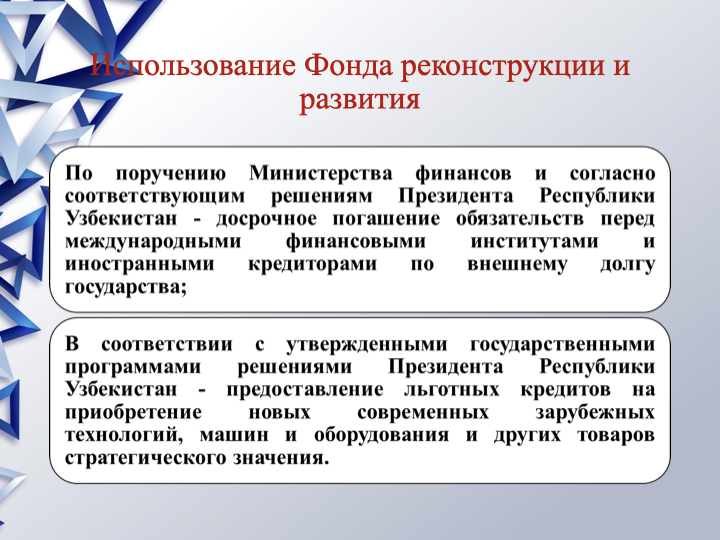 Использование Фонда реконструкции и
развития
По поручению Министерства финансов и согласно
соответствующим решениям Президента Республики
Узбекистан - досрочное погашение обязательств перед
международными финансовыми институтами и
иностранными кредиторами по внешнему долгу
государства;
В соответствии с утвержденными государственными
программами решениями Президента Республики
Узбекистан - предоставление льготных кредитов на
приобретение новых современных зарубежных
технологий, машин и оборудования и других товаров
стратегического значения.